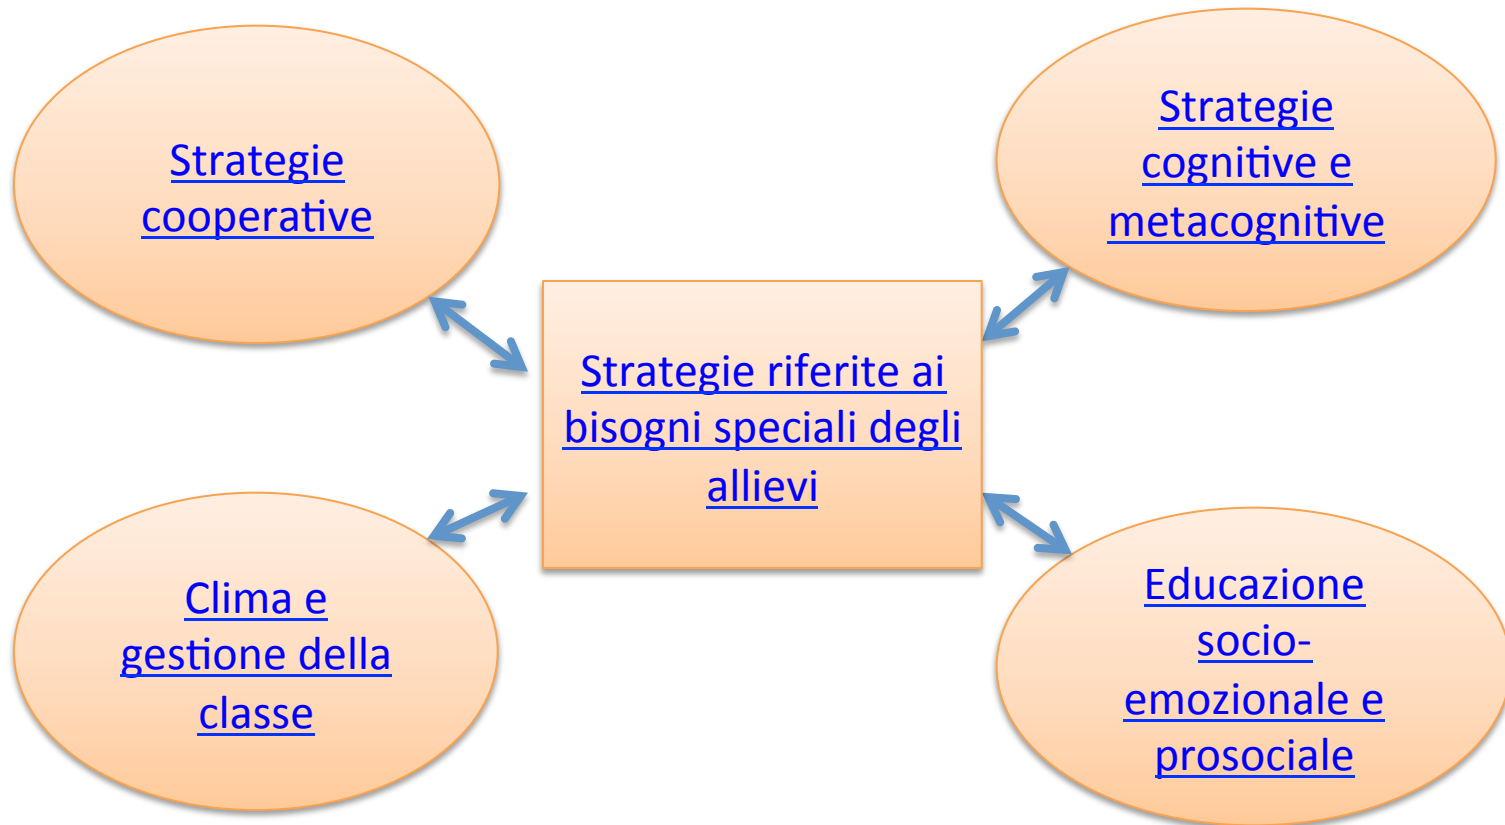 Strategie
cooperative
Strategie
cognitive e
metacognitive
Strategie riferite ai
bisogni speciali degli
allievi
Clima e
gestione della
classe
Educazione
socio-
emozionale e
prosociale